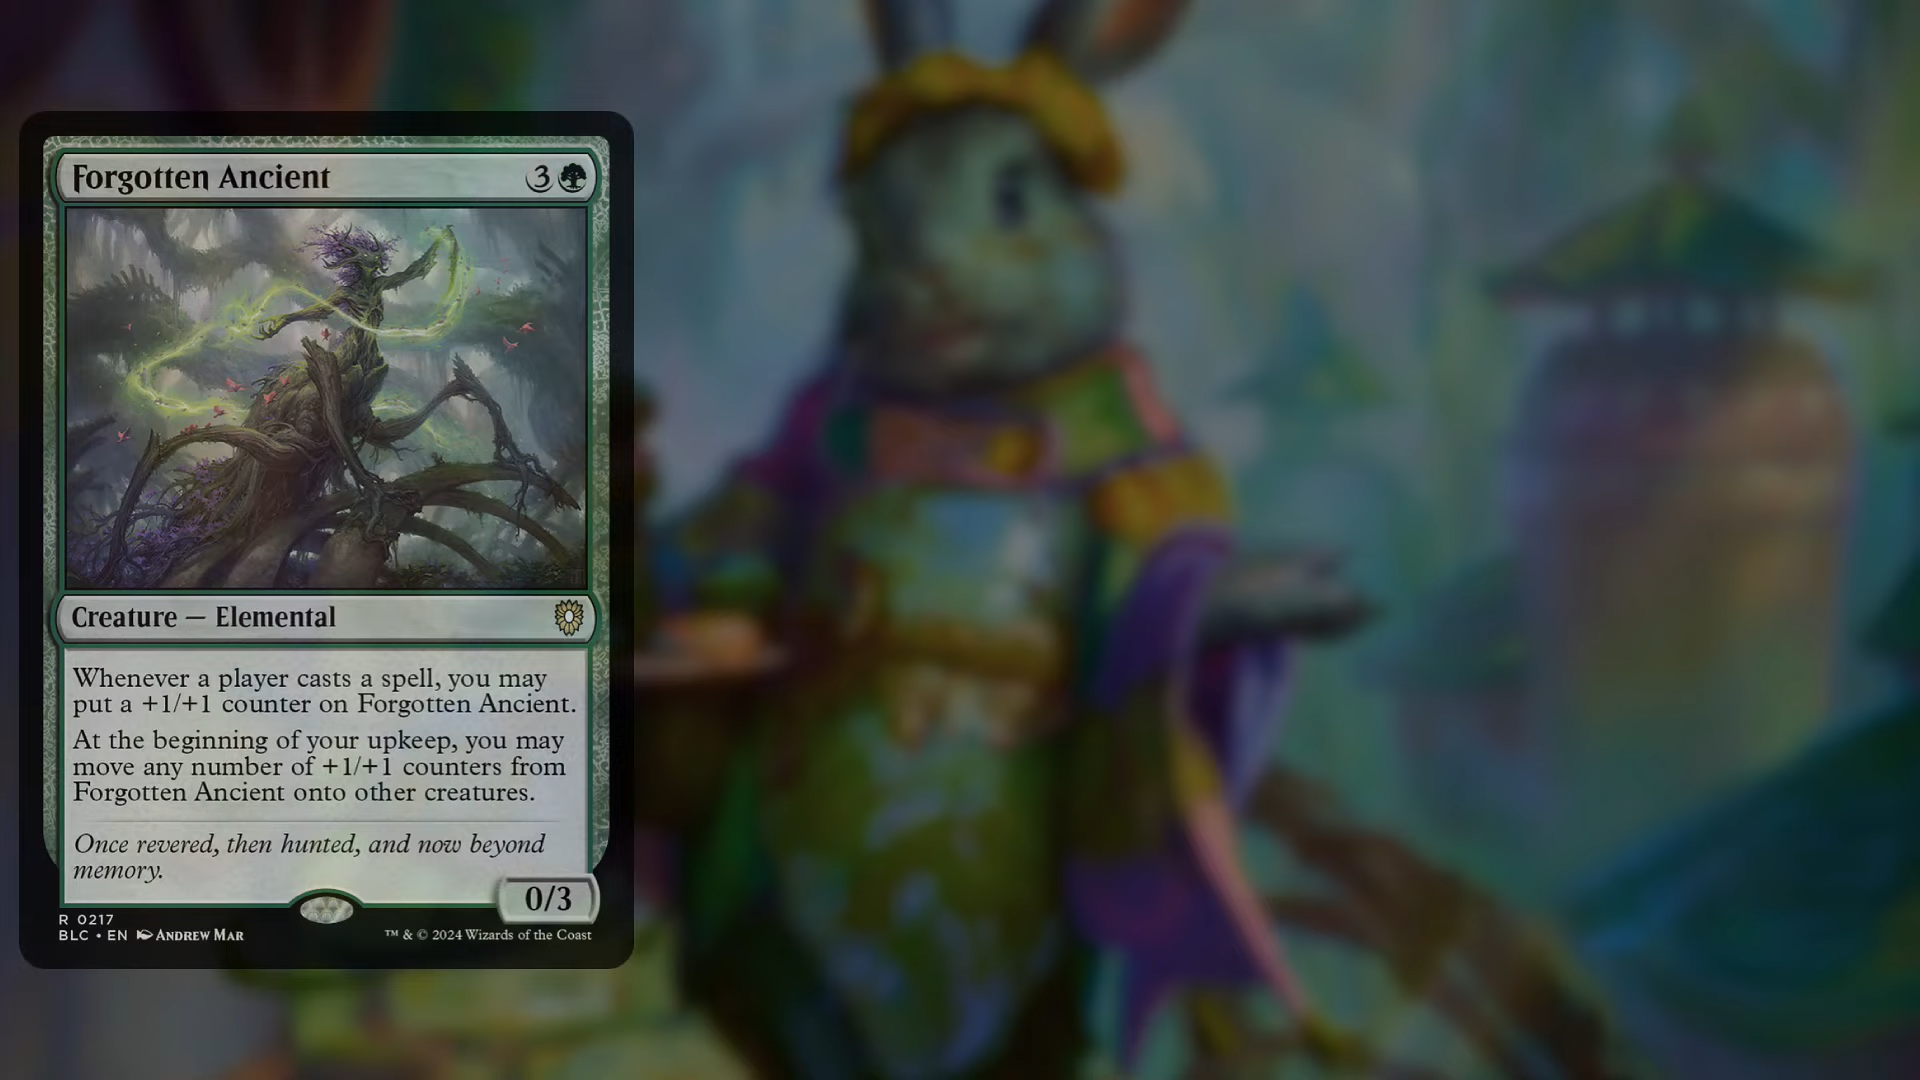 Forgotten Ancient 3
Creature — Elemental
Whenever a player casts a spell, you may
put a +1/+1 counter on Forgotten Ancient.
At the beginning of your upkeep, you may
move any number of +1/+1 counters from
Forgotten Ancient onto other creatures.
Once revered, then hunted, and now beyond
memory.
0/3
R 0217
BLC • EN Andrew Mar
™ & © 2024 Wizards of the Coast